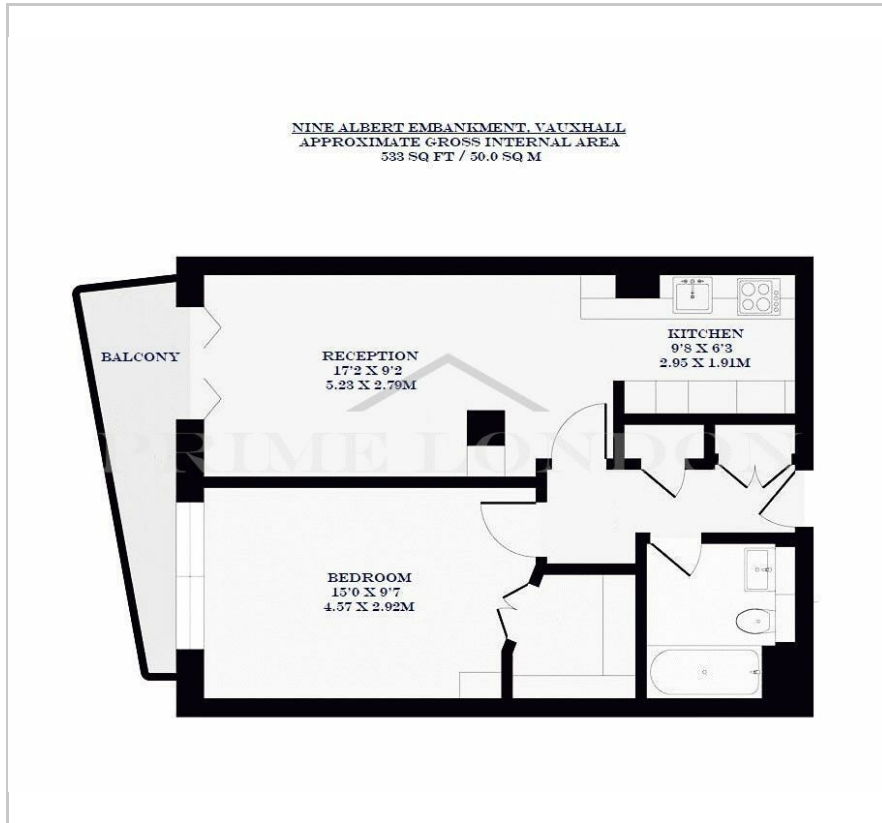 NINE ALBERT EMBANKMENT, VAUXHALL
APPROXIMATE GROSS INTERNAL AREA
533 SQ FT / 50.0 SQ M
KITCHEN
9'8 X 6'3
2.95 X 1.91M
BALCONY
RECEPTION
17'2 X 9'2
5.23 X 2.79M
PRIME LONDON
BEDROOM
15'0 X 9'7
4.57 X 2.92M